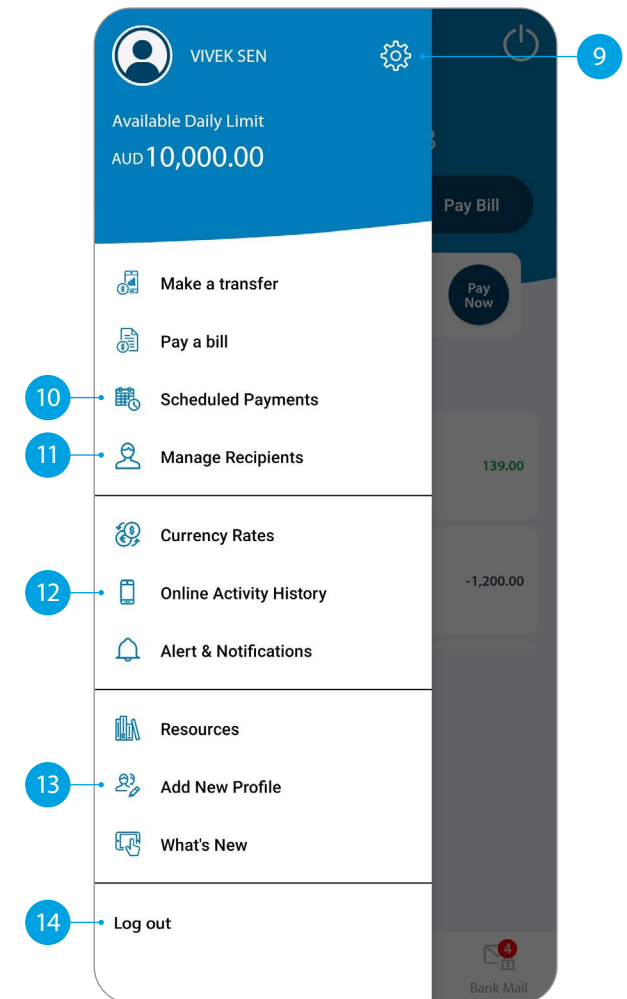 VIVEK SEN
9
Available Daily Limit
AUD 10,000.00
Pay Bill
Make a transfer
Pay
Now
Pay a bill
10
Scheduled Payments
11
Manage Recipients
139.00
Currency Rates
12
Online Activity History
-1,200.00
Alert & Notifications
Resources
13
Add New Profile
What's New
14
Log out
4
Bank Mail